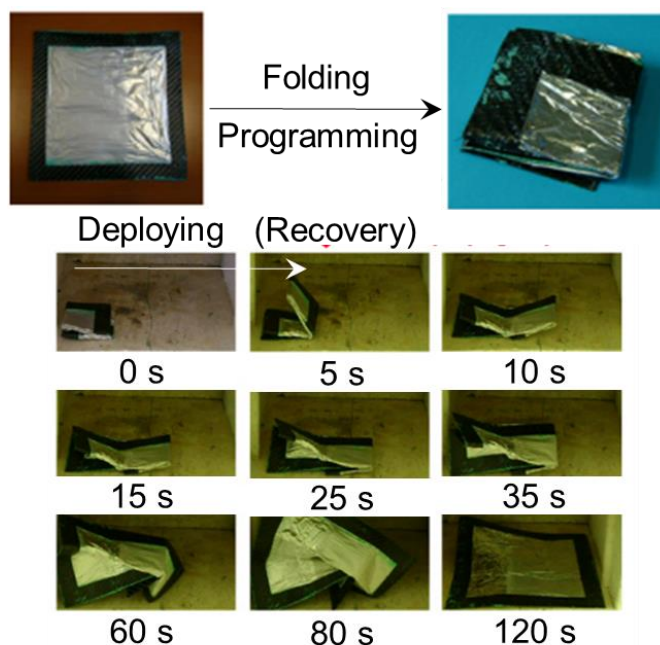 Folding
Programming
Deploying (Recovery)
0 s
5 s
10 s
15 s
25 s
35 s
60 s
80 s
120 s